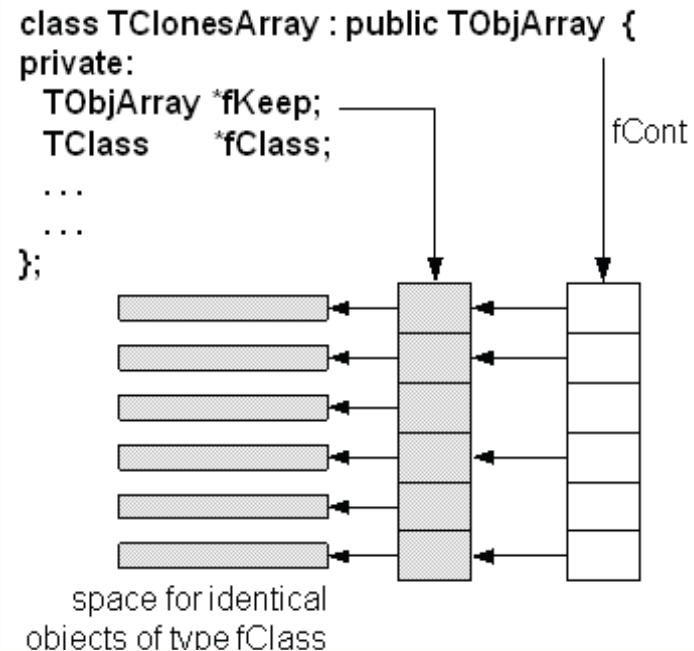 class TClonesArray : public TObjArray {
private:
TObjArray *fKeep;
TClass *fClass;
fCont
. . .
. . .
};
space for identical
objects of type fClass